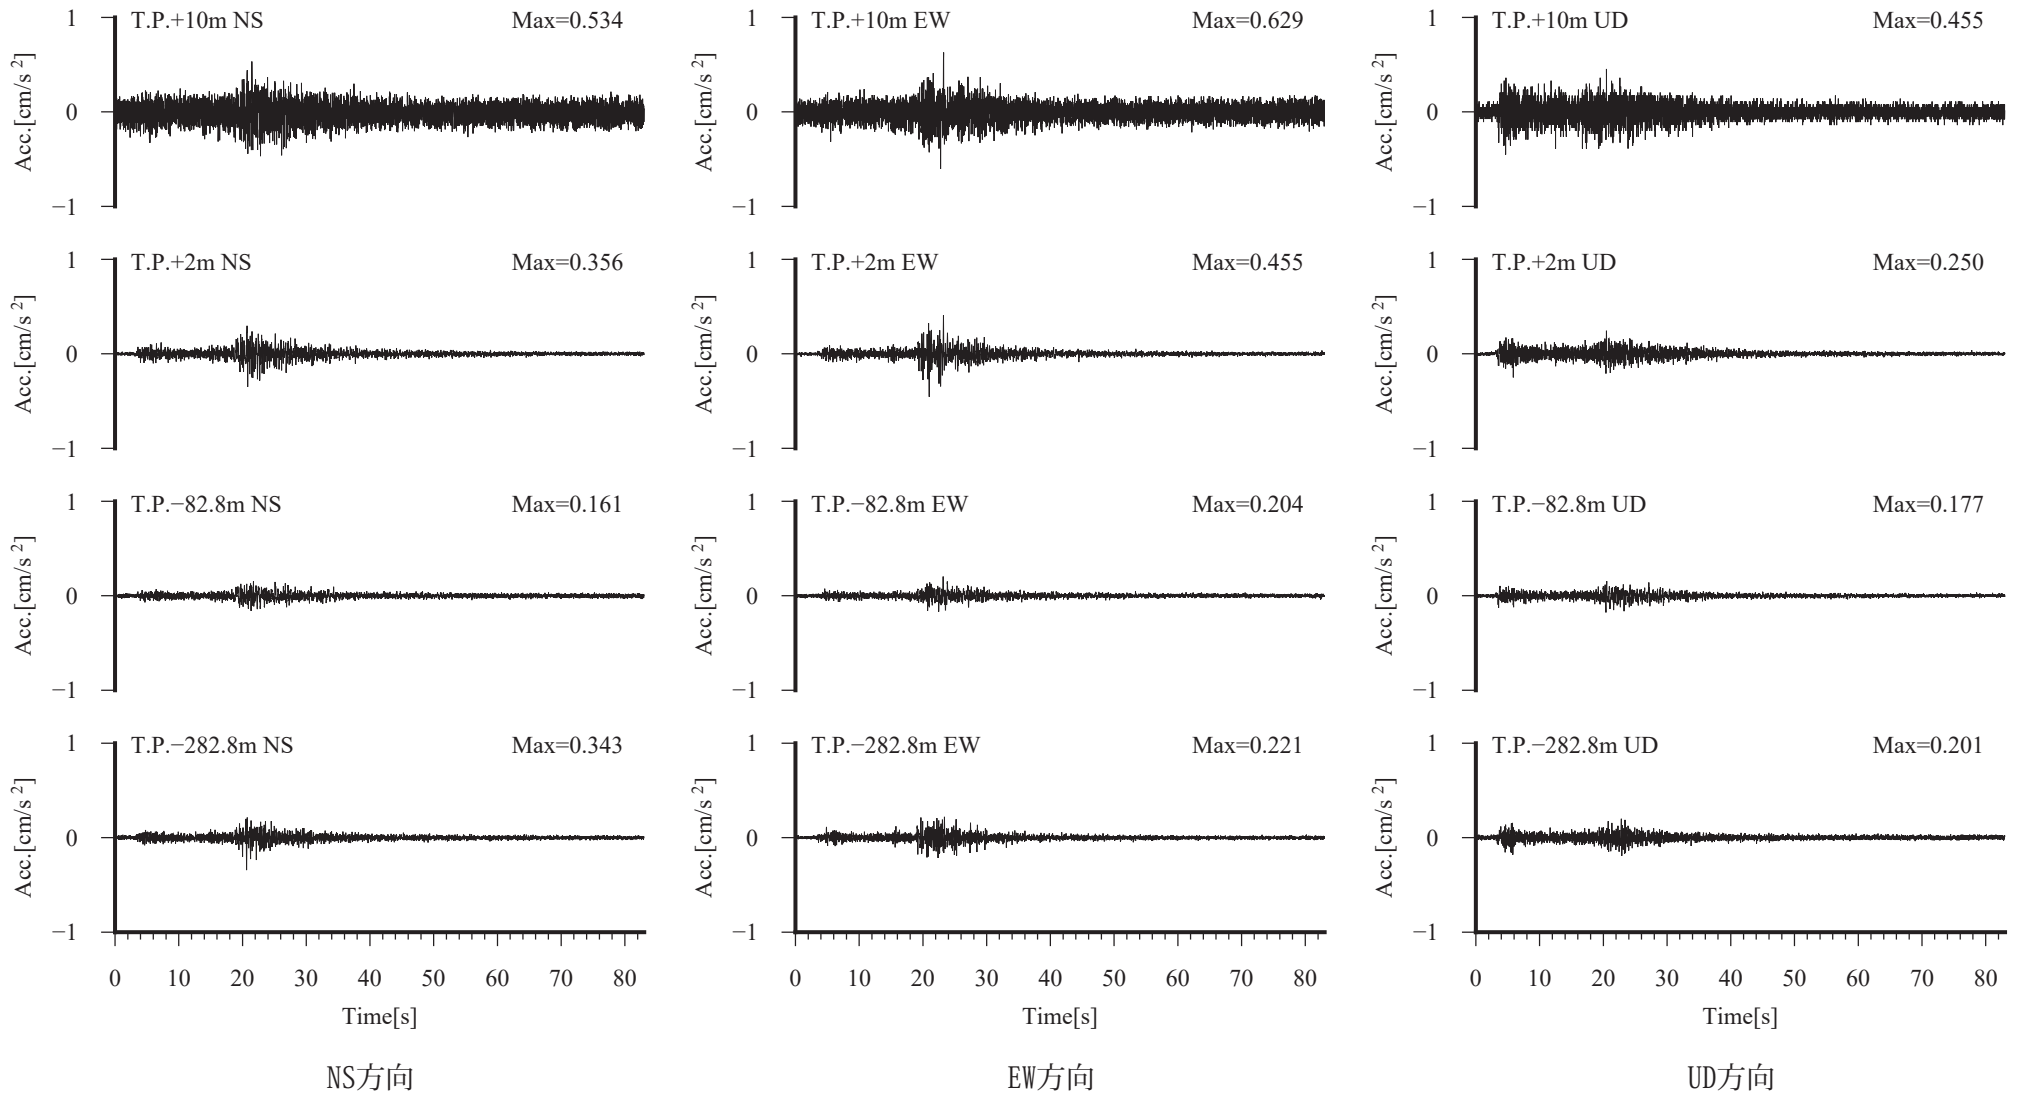 T.P.+10m NS Max=0.534
1
0
−1
Acc.[cm/s²]
T.P.+10m EW Max=0.629
1
0
−1
Acc.[cm/s²]
T.P.+10m UD Max=0.455
1
0
−1
Acc.[cm/s²]
T.P.+2m NS Max=0.356
1
0
−1
Acc.[cm/s²]
T.P.+2m EW Max=0.455
1
0
−1
Acc.[cm/s²]
T.P.+2m UD Max=0.250
1
0
−1
Acc.[cm/s²]
T.P.−82.8m NS Max=0.161
1
0
−1
Acc.[cm/s²]
T.P.−82.8m EW Max=0.204
1
0
−1
Acc.[cm/s²]
T.P.−82.8m UD Max=0.177
1
0
−1
Acc.[cm/s²]
T.P.−282.8m NS Max=0.343
1
0
−1
Acc.[cm/s²]
T.P.−282.8m EW Max=0.221
1
0
−1
Acc.[cm/s²]
T.P.−282.8m UD Max=0.201
1
0
−1
Acc.[cm/s²]
0 10 20 30 40 50 60 70 80
Time[s]
NS方向
0 10 20 30 40 50 60 70 80
Time[s]
EW方向
0 10 20 30 40 50 60 70 80
Time[s]
UD方向